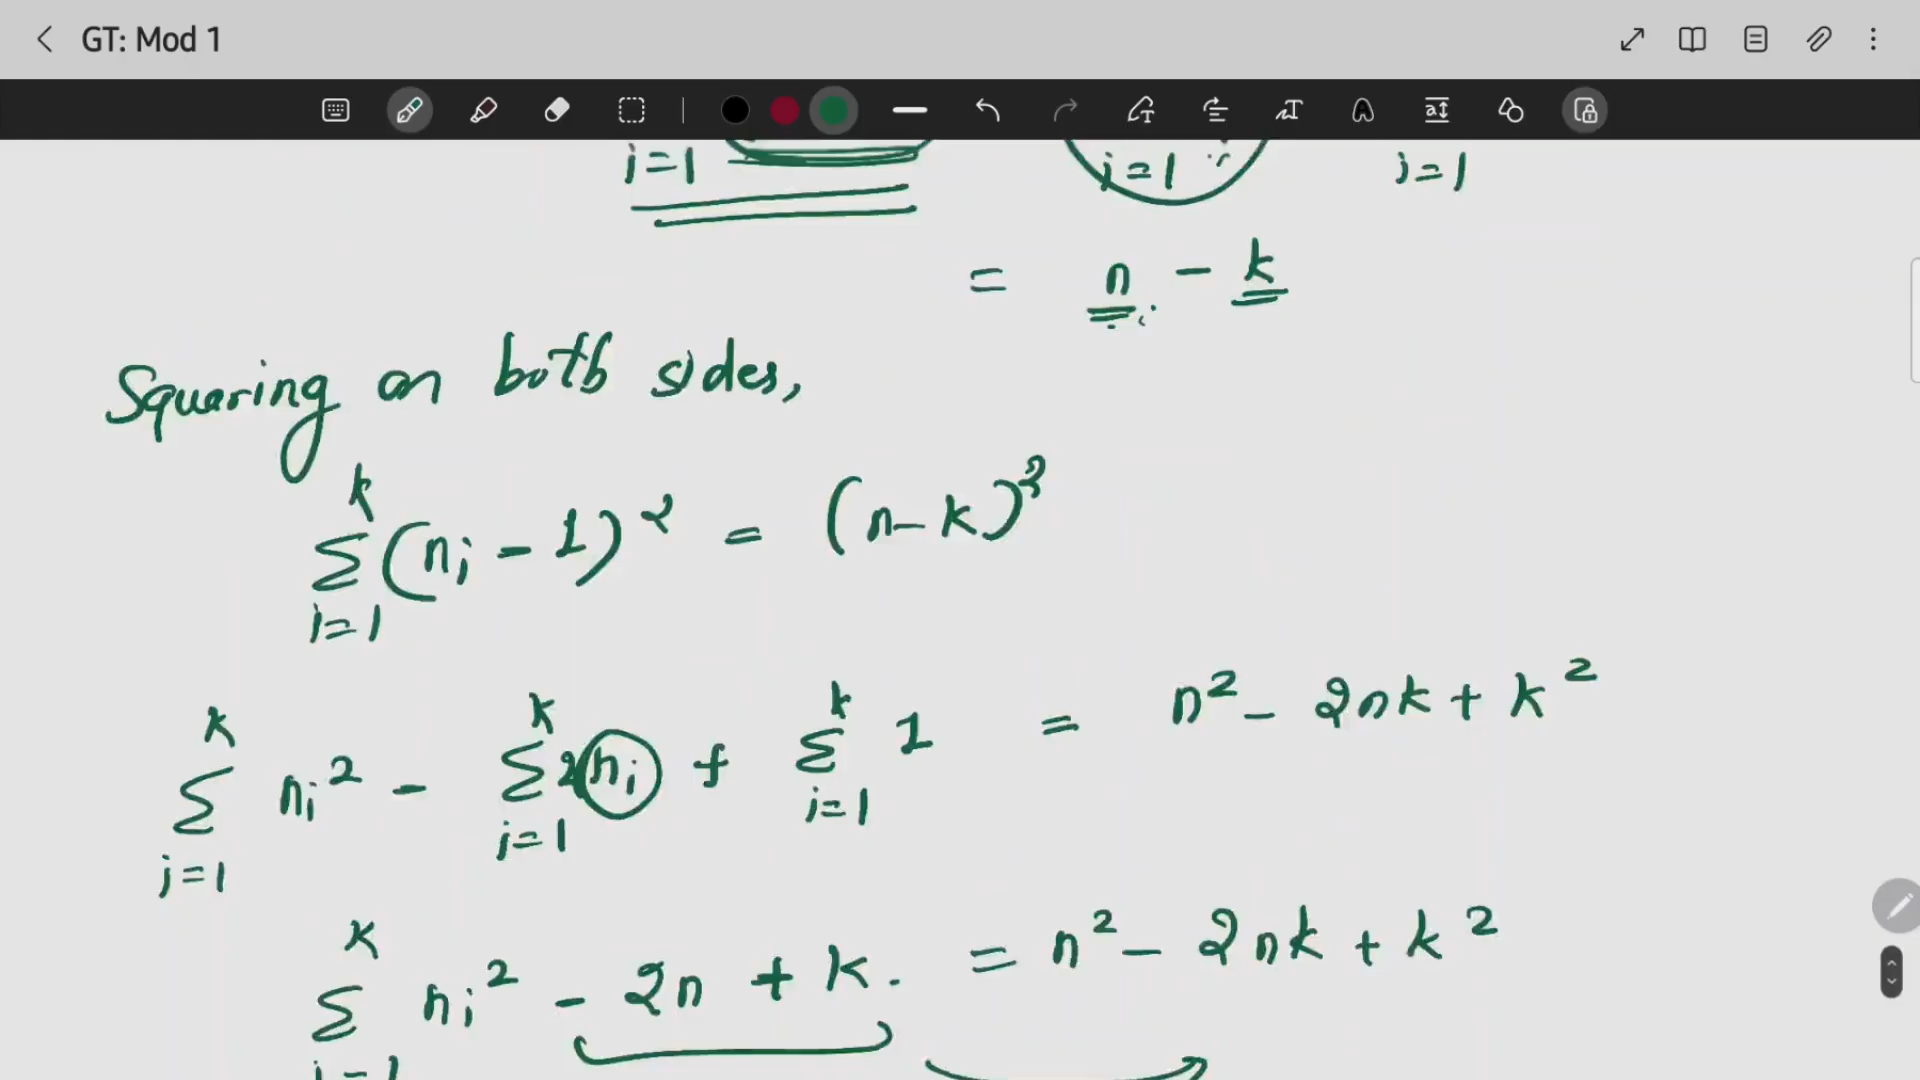 GT: Mod 1
i=1 i=1 i=1
= n - k
Squaring on both sides,
k
Σ (nᵢ - 1)² = (n - k)²
i=1
k k k
Σ nᵢ² - Σ 2nᵢ + Σ 1 = n² - 2nk + k²
i=1 i=1 i=1
k
Σ nᵢ² - 2n + k. = n² - 2nk + k²
i=1